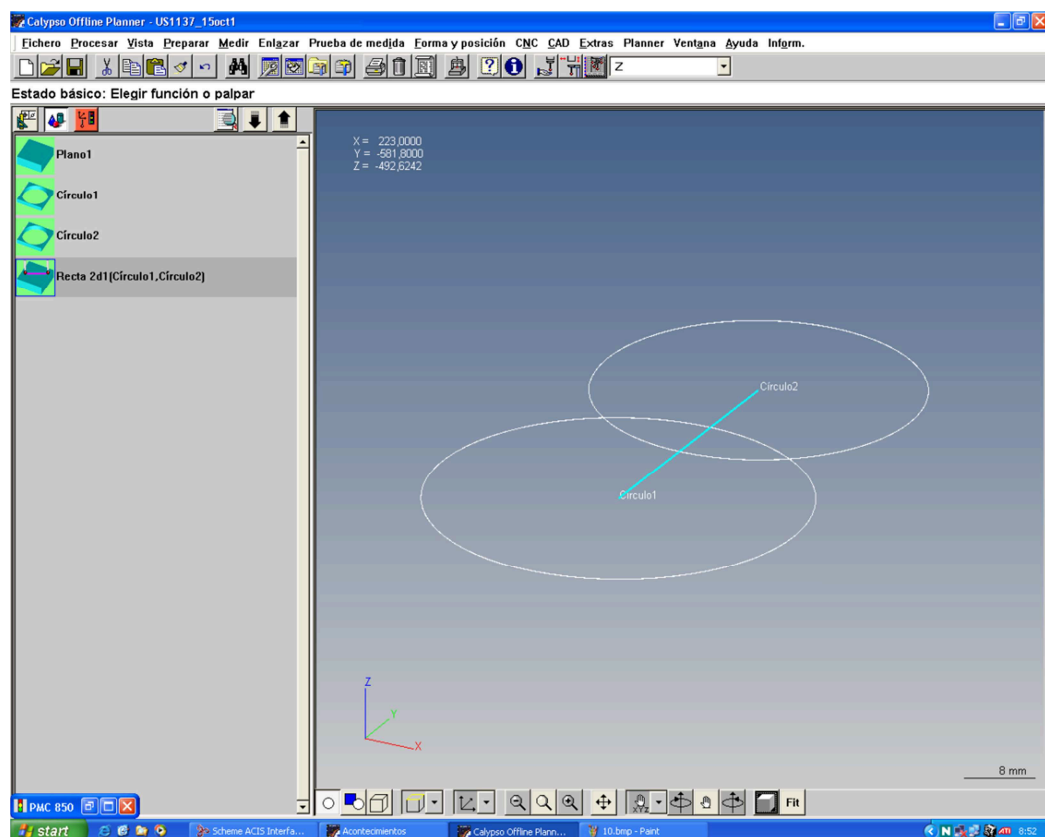 Calypso Offline Planner - US1137_15oct1
Fichero Procesar Vista Preparar Medir Enlazar Prueba de medida Forma y posición CNC CAD Extras Planner Ventana Ayuda Inform.
Z
Estado básico: Elegir función o palpar
X = 223,0000
Y = -581,8000
Z = -492,6242
Plano1
Círculo1
Círculo2
Recta 2d1(Círculo1,Círculo2)
Círculo2
Círculo1
Z
Y
X
8 mm
PMC 850
XYZ
Fit
start
Scheme ACIS Interfa...
Acontecimientos
Calypso Offline Plann...
10.bmp - Paint
N
8:52